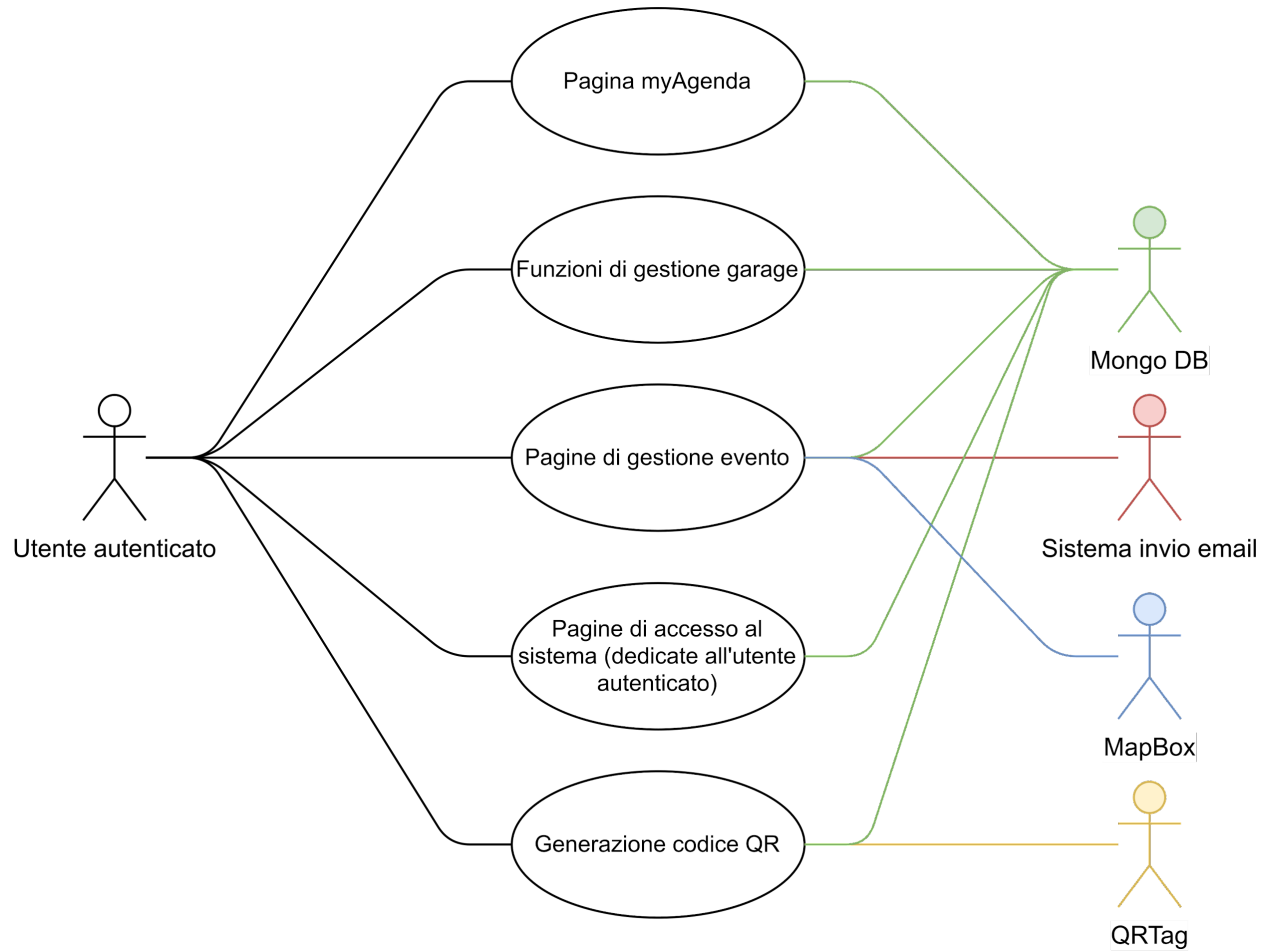 Pagina myAgenda
Funzioni di gestione garage
Mongo DB
Pagine di gestione evento
Utente autenticato
Sistema invio email
Pagine di accesso al
sistema (dedicate all'utente
autenticato)
MapBox
Generazione codice QR
QRTag